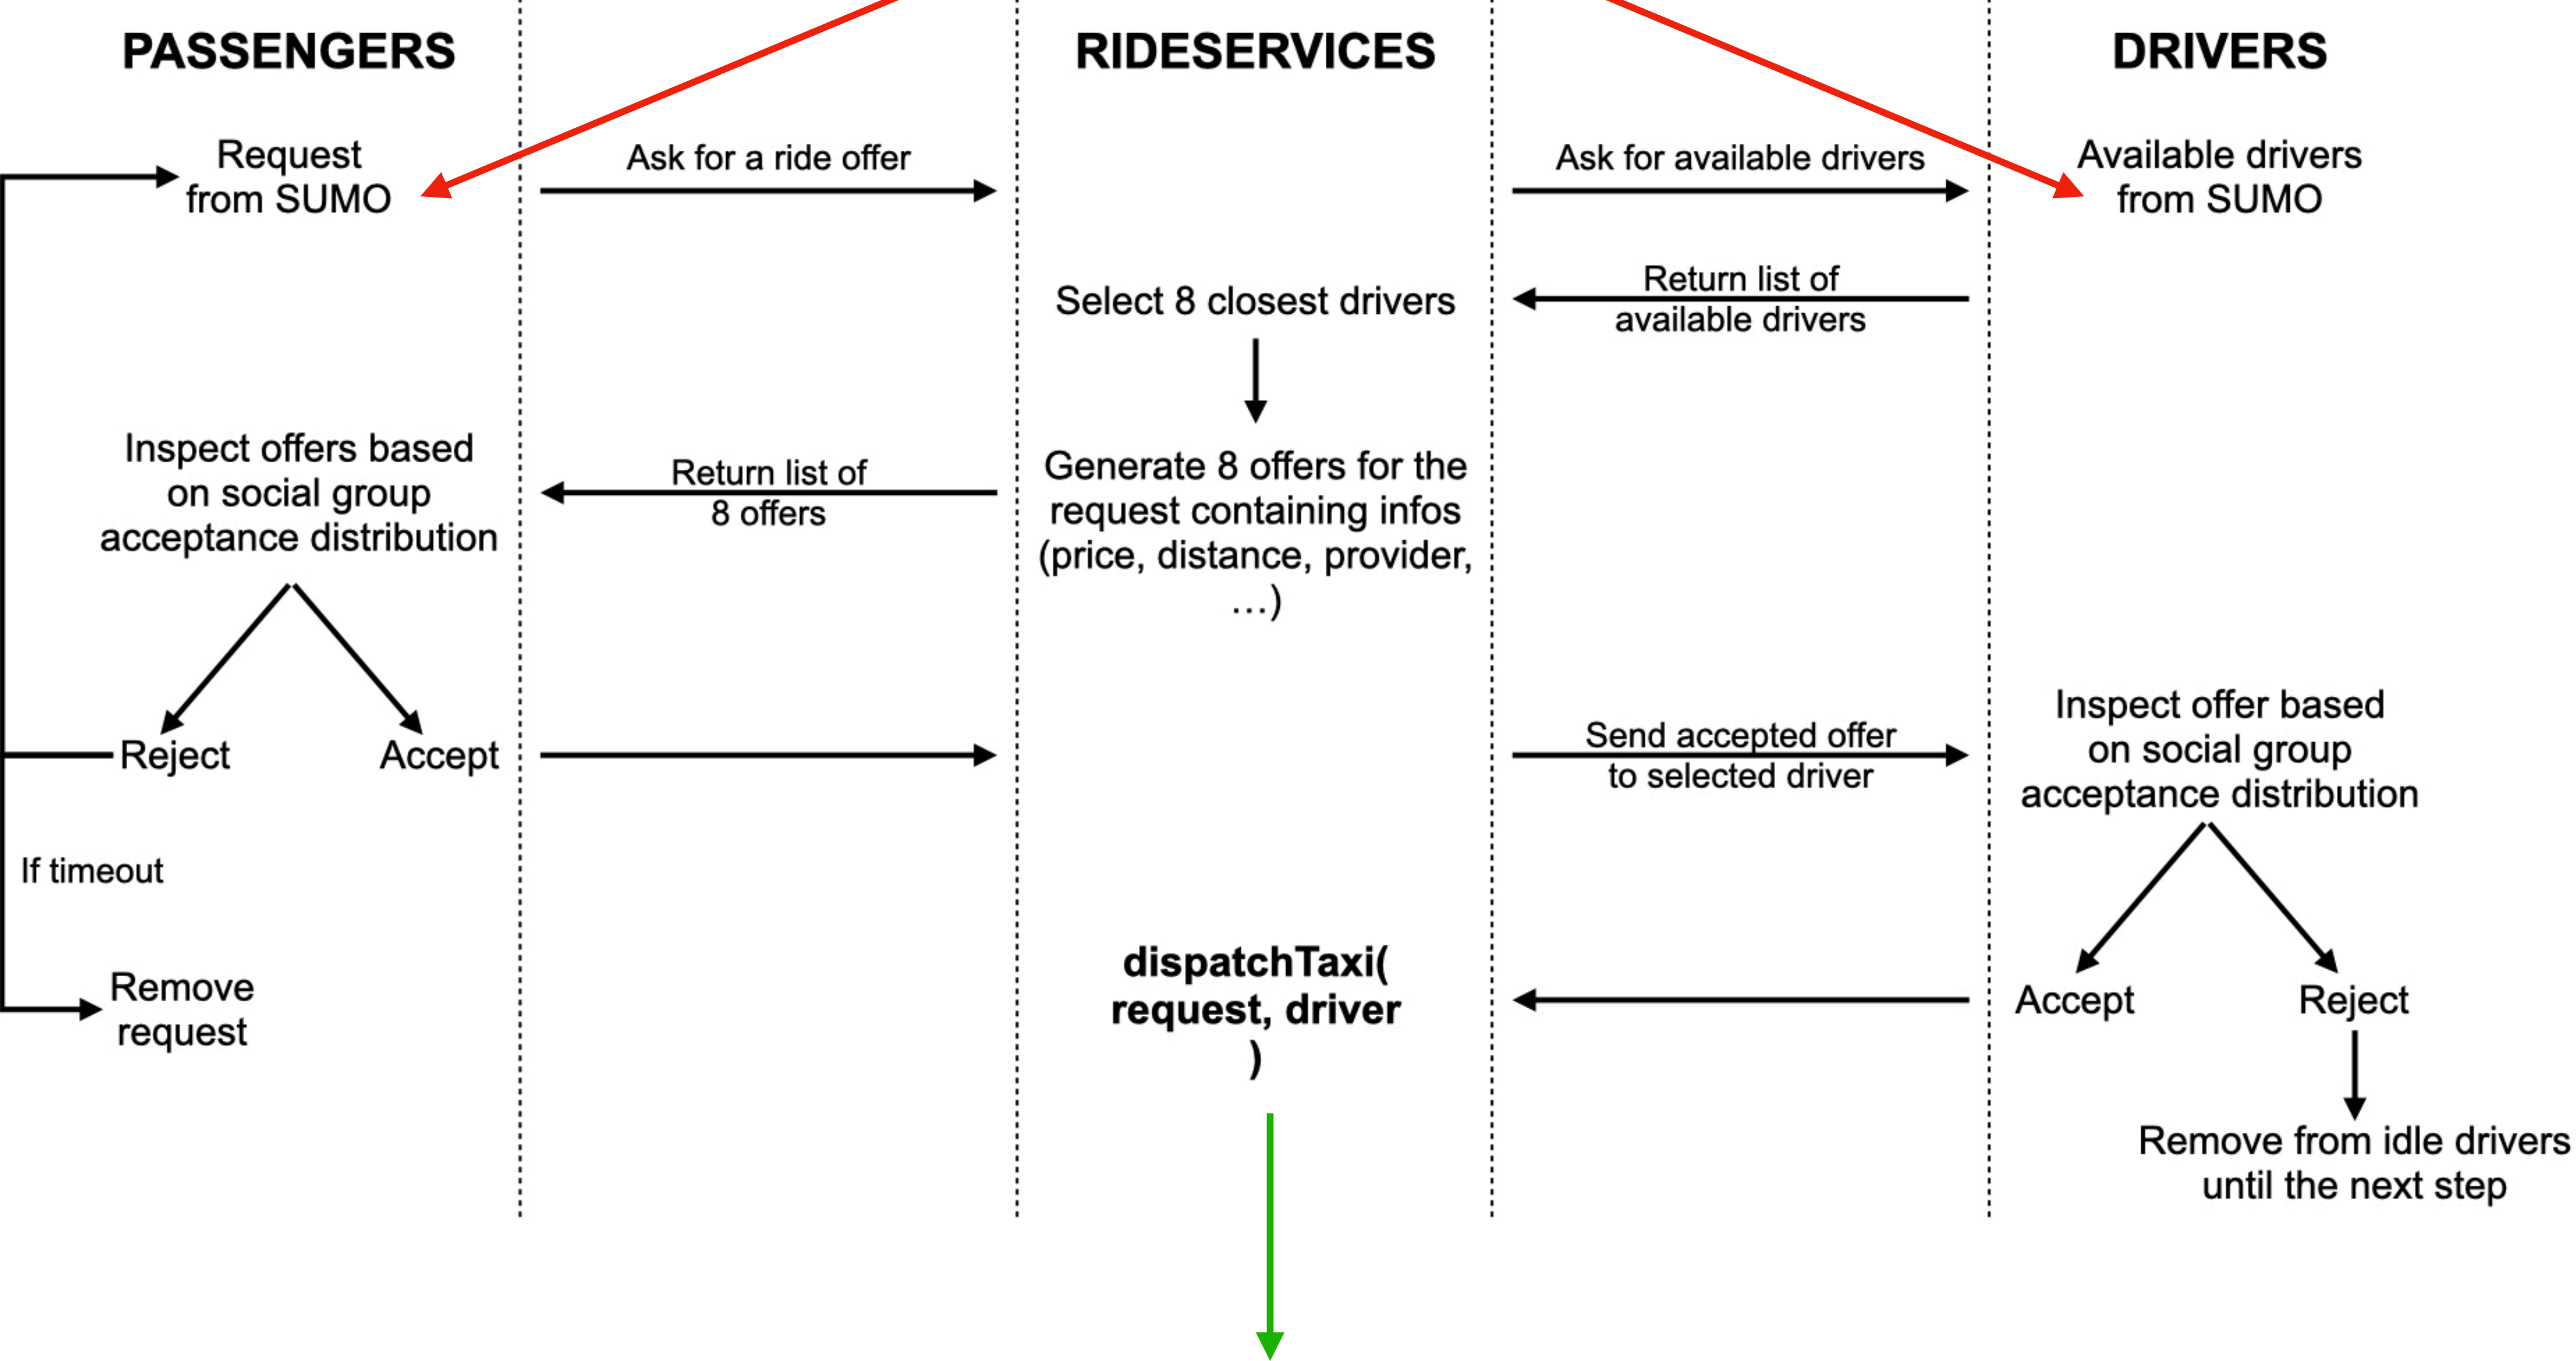 PASSENGERS
RIDESERVICES
DRIVERS
Request
from SUMO
Ask for a ride offer
Ask for available drivers
Available drivers
from SUMO
Select 8 closest drivers
Return list of
available drivers
Inspect offers based
on social group
acceptance distribution
Return list of
8 offers
Generate 8 offers for the
request containing infos
(price, distance, provider,
…)
Reject
Accept
Send accepted offer
to selected driver
Inspect offer based
on social group
acceptance distribution
If timeout
Remove
request
dispatchTaxi(
request, driver
)
Accept
Reject
Remove from idle drivers
until the next step